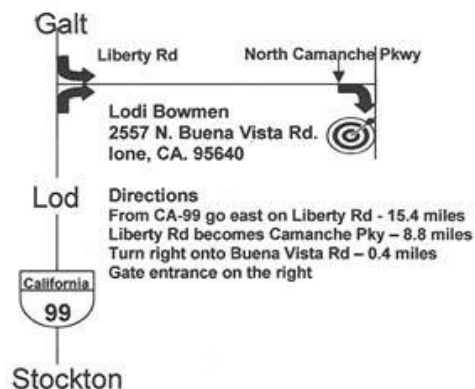 Galt
Liberty Rd
North Camanche Pkwy
Lodi Bowmen
2557 N. Buena Vista Rd.
Ione, CA. 95640
Lod
Directions
From CA-99 go east on Liberty Rd - 15.4 miles
Liberty Rd becomes Camanche Pky – 8.8 miles
Turn right onto Buena Vista Rd – 0.4 miles
Gate entrance on the right
California
99
Stockton